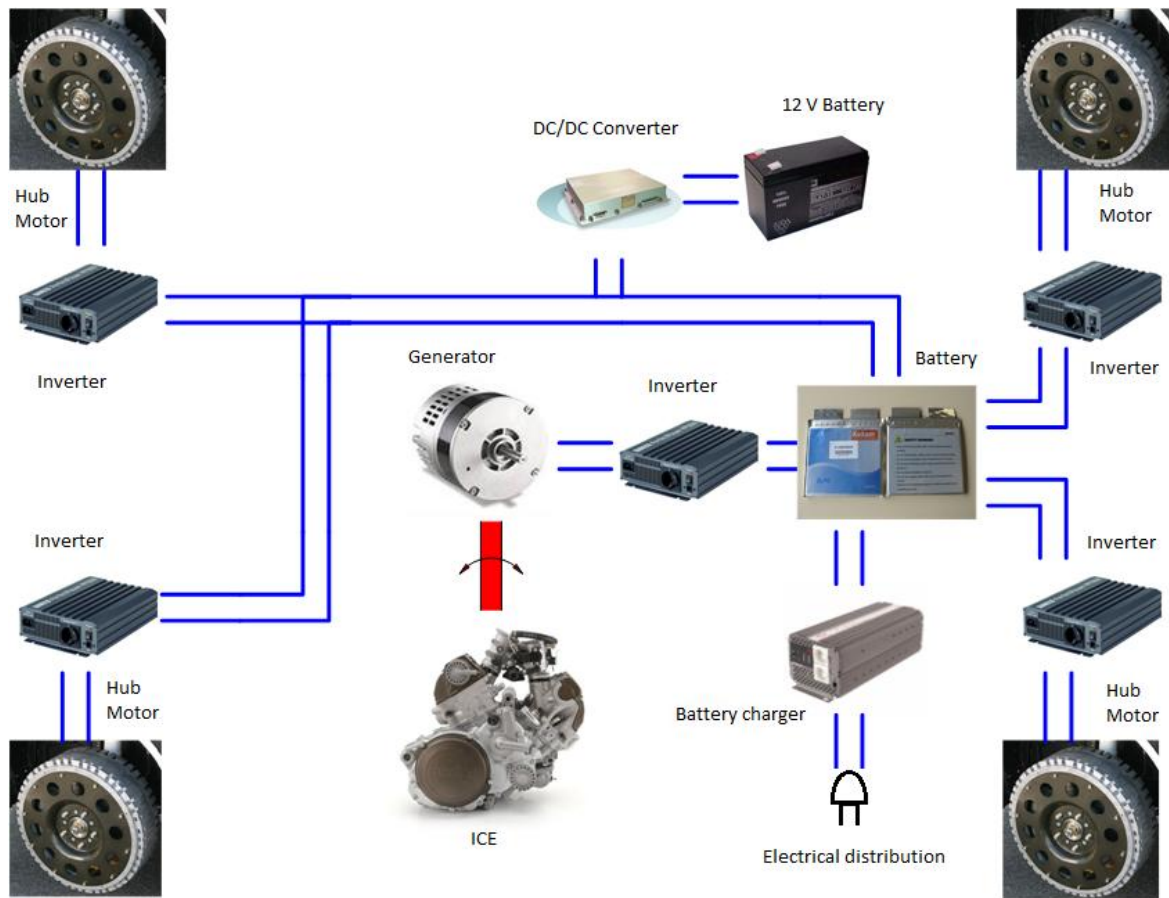 12 V Battery
DC/DC Converter
Hub
Motor
Hub
Motor
Generator
Battery
Inverter
Inverter
Inverter
Inverter
Inverter
Hub
Motor
Hub
Motor
Battery charger
ICE
Electrical distribution